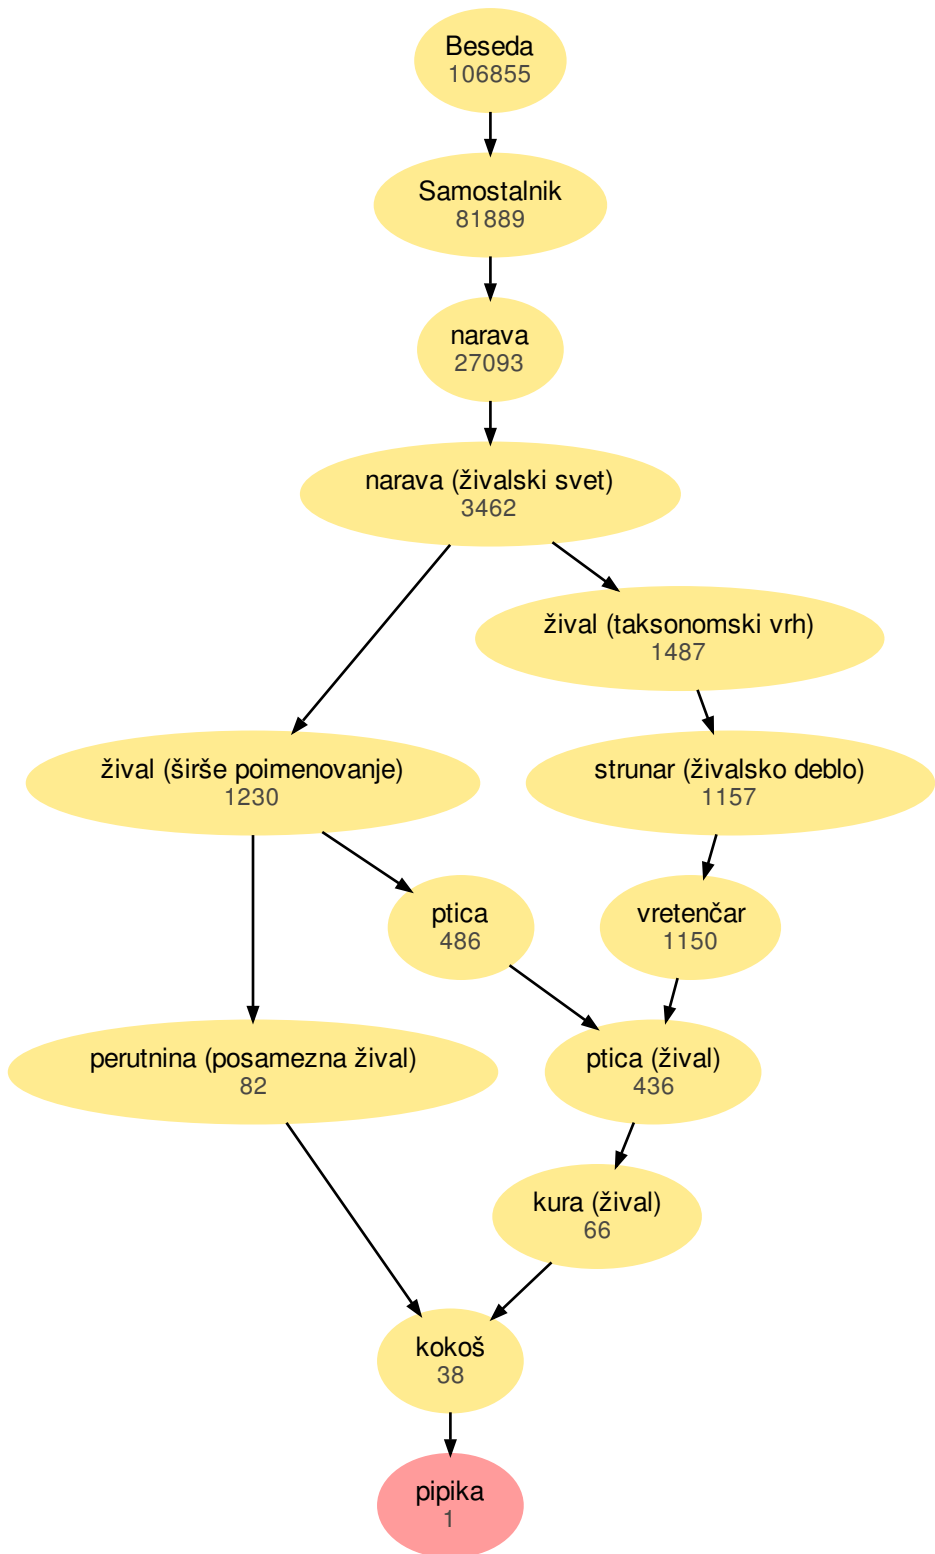 Beseda
106855
Samostalnik
81889
narava
27093
narava (živalski svet)
3462
žival (taksonomski vrh)
1487
žival (širše poimenovanje)
1230
strunar (živalsko deblo)
1157
ptica
486
vretenčar
1150
perutnina (posamezna žival)
82
ptica (žival)
436
kura (žival)
66
kokoš
38
pipika
1